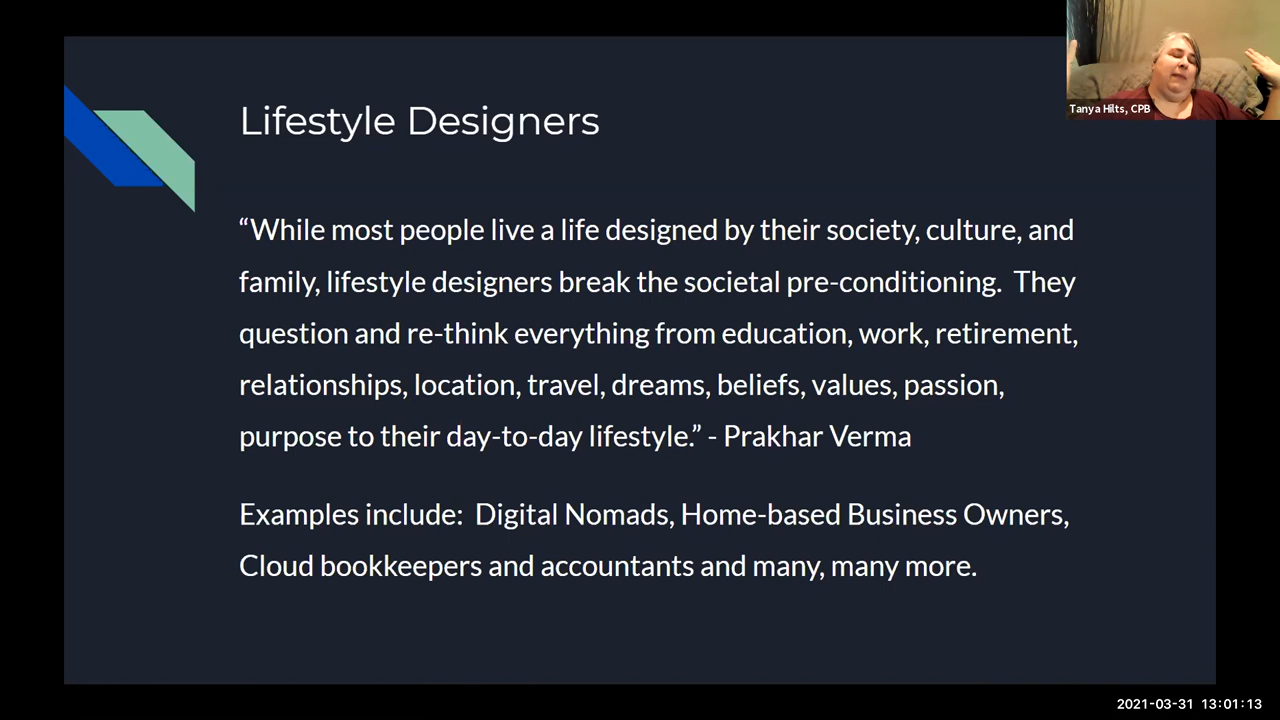 Tanya Hilts, CPB
Lifestyle Designers
“While most people live a life designed by their society, culture, and
family, lifestyle designers break the societal pre-conditioning.  They
question and re-think everything from education, work, retirement,
relationships, location, travel, dreams, beliefs, values, passion,
purpose to their day-to-day lifestyle.” - Prakhar Verma
Examples include:  Digital Nomads, Home-based Business Owners,
Cloud bookkeepers and accountants and many, many more.
2021-03-31 13:01:13